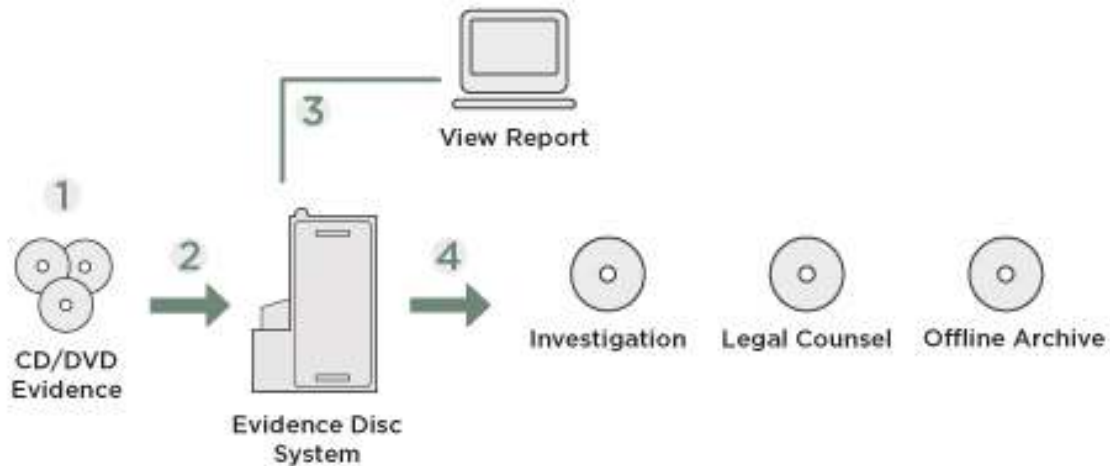 3
View Report
1
2
4
CD/DVD
Evidence
Evidence Disc
System
Investigation
Legal Counsel
Offline Archive